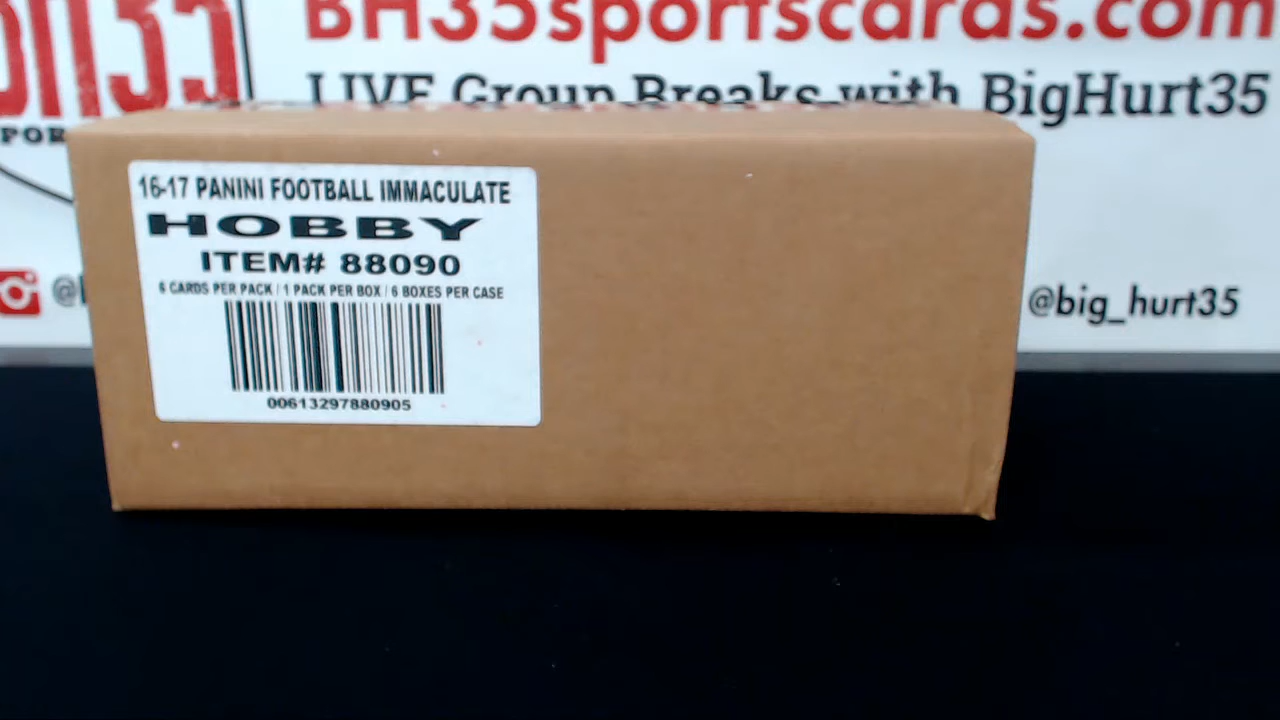 BH35sportscards.com
LIVE Group Breaks with BigHurt35
16-17 PANINI FOOTBALL IMMACULATE
HOBBY
ITEM# 88090
6 CARDS PER PACK / 1 PACK PER BOX / 6 BOXES PER CASE
00613297880905
@big_hurt35